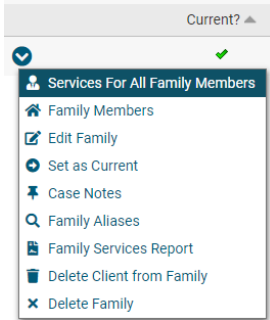 Current?
Services For All Family Members
Family Members
Edit Family
Set as Current
Case Notes
Family Aliases
Family Services Report
Delete Client from Family
Delete Family